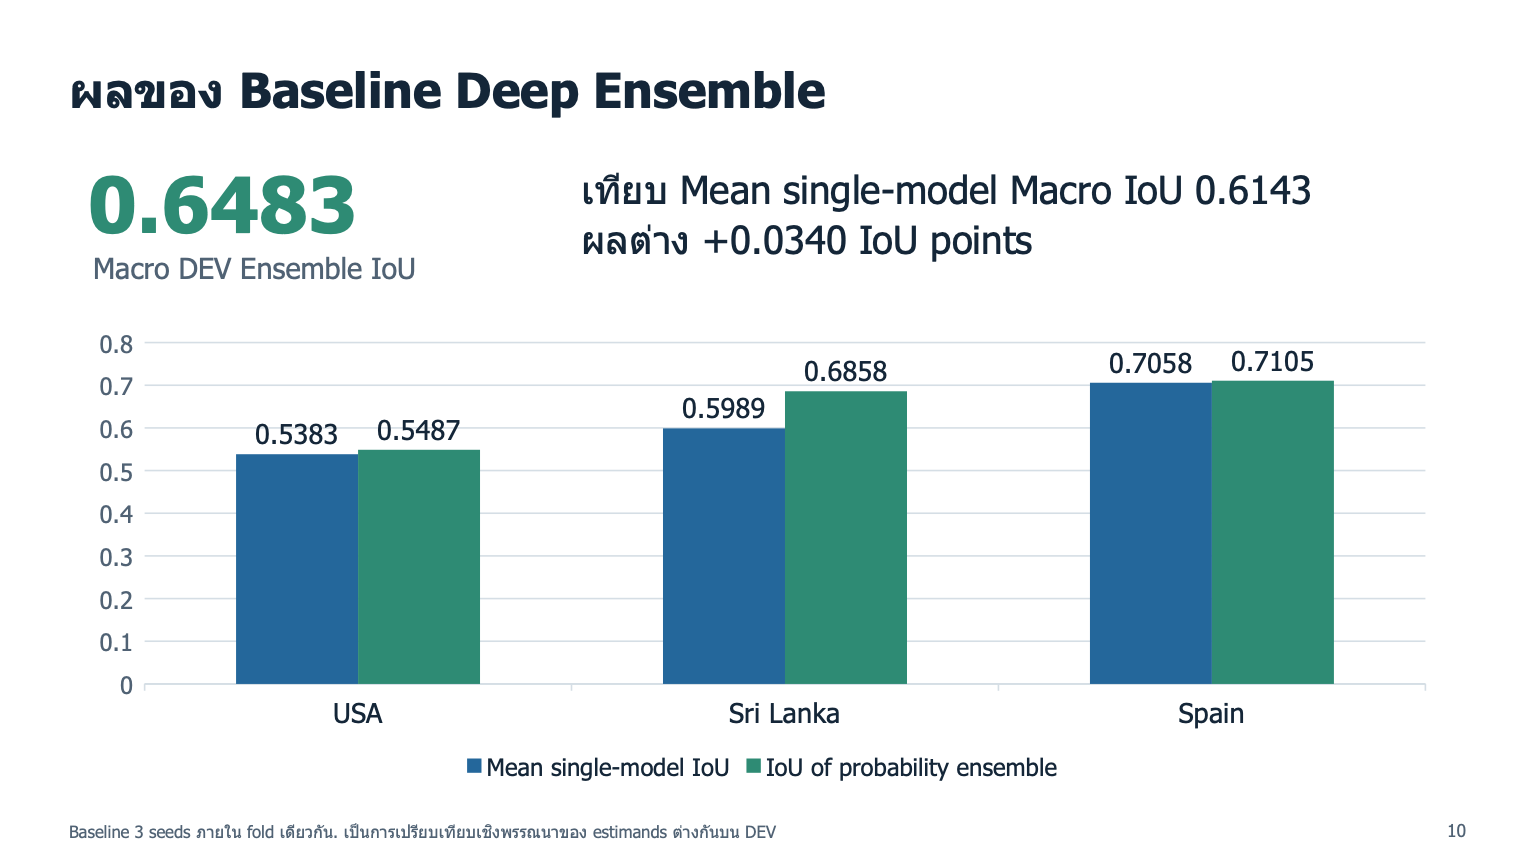 ผลของ Baseline Deep Ensemble
0.6483
Macro DEV Ensemble IoU
เทียบ Mean single-model Macro IoU 0.6143
ผลต่าง +0.0340 IoU points
0.8
0.7
0.6
0.5
0.4
0.3
0.2
0.1
0
0.5383
0.5487
0.5989
0.6858
0.7058
0.7105
USA
Sri Lanka
Spain
Mean single-model IoU
IoU of probability ensemble
Baseline 3 seeds ภายใน fold เดียวกัน. เป็นการเปรียบเทียบเชิงพรรณนาของ estimands ต่างกันบน DEV
10